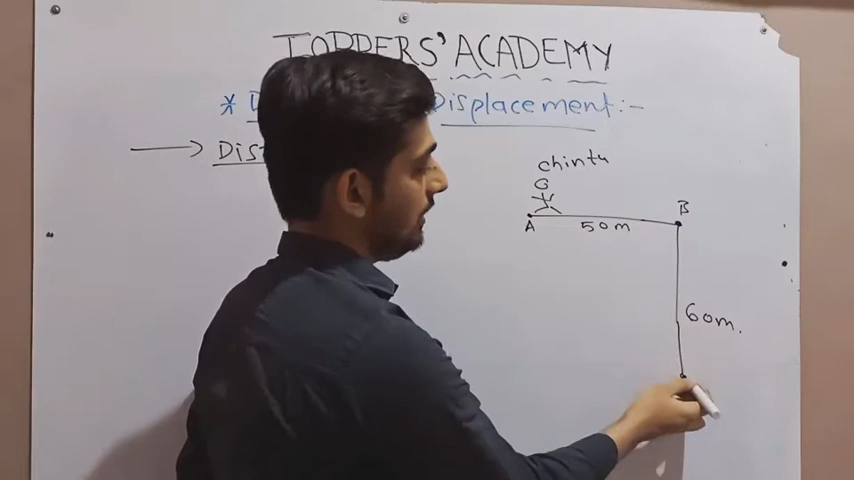 TOPPERS' ACADEMY
* Displacement :-
chintu
A
50m
B
60m.